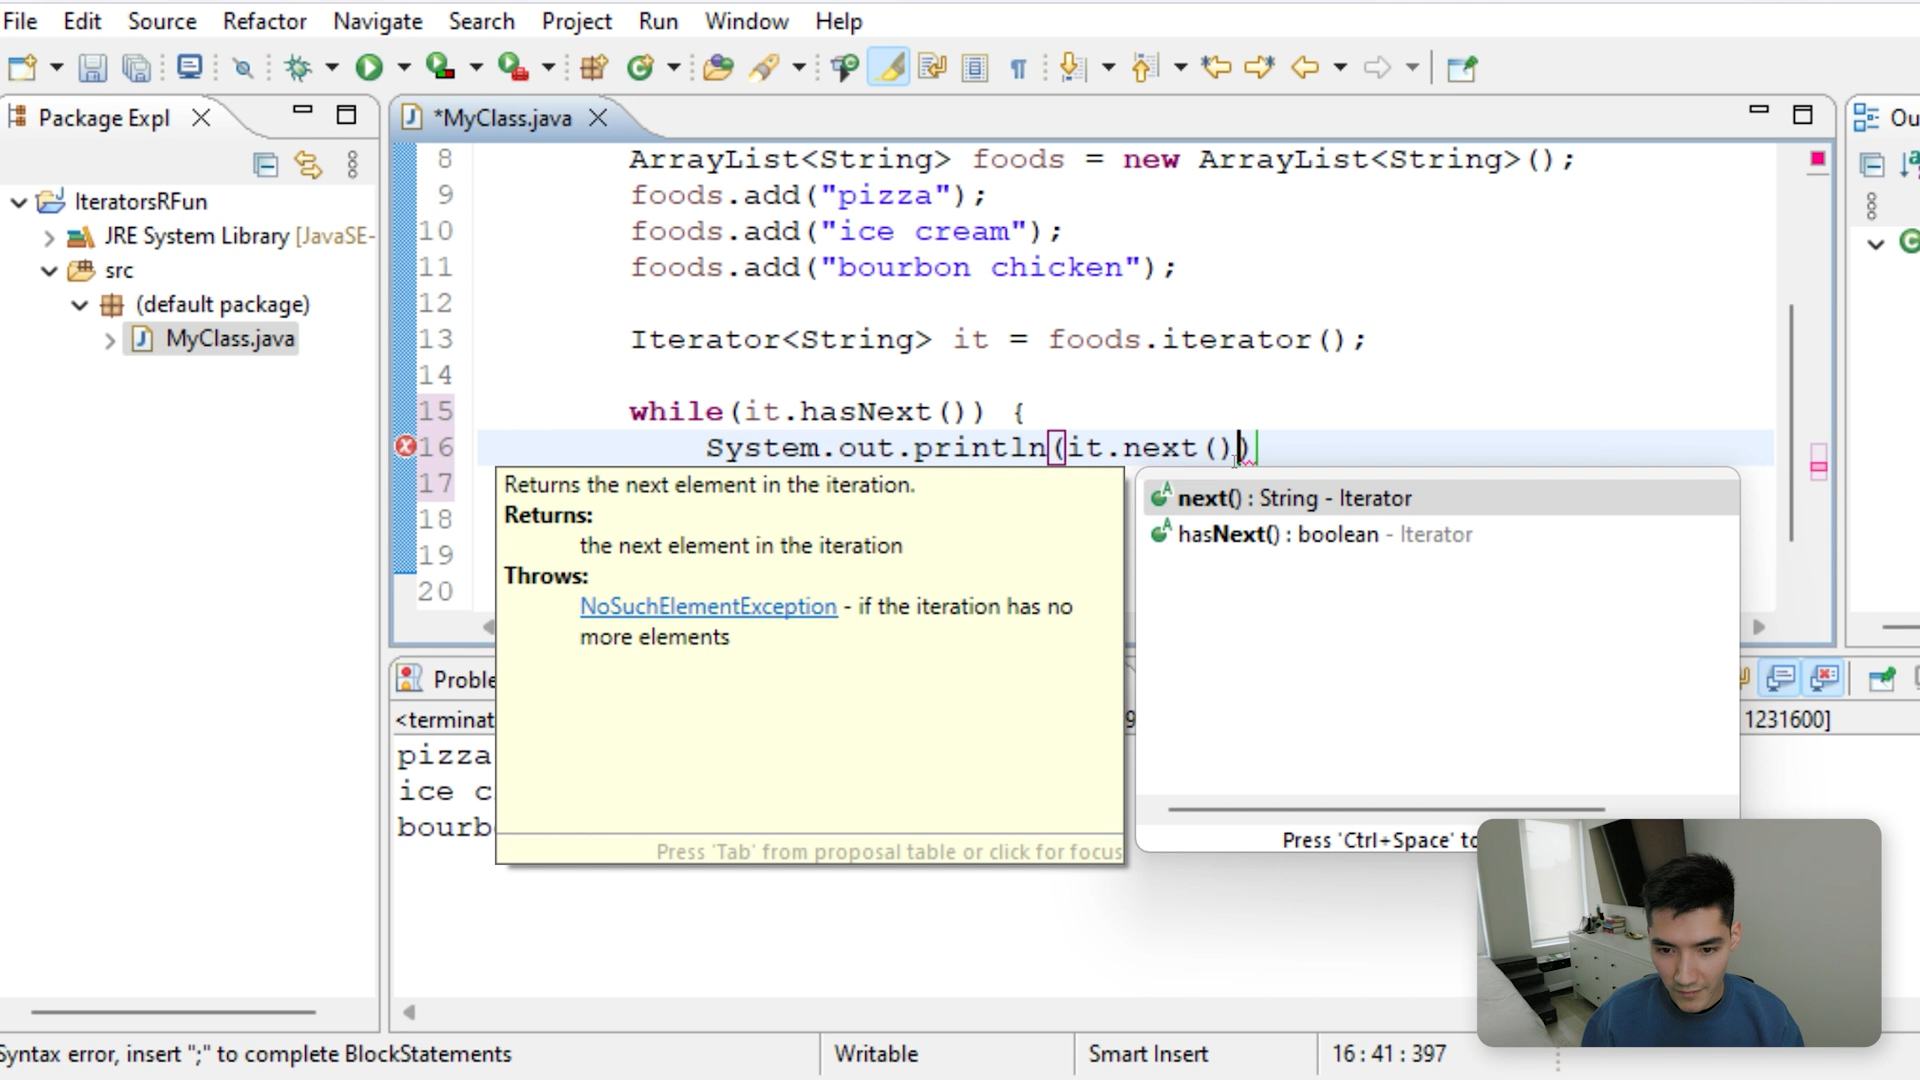 File Edit Source Refactor Navigate Search Project Run Window Help
Package Expl
*MyClass.java
IteratorsRFun
JRE System Library [JavaSE-
src
(default package)
MyClass.java
8 ArrayList<String> foods = new ArrayList<String>();
9 foods.add("pizza");
10 foods.add("ice cream");
11 foods.add("bourbon chicken");
12
13 Iterator<String> it = foods.iterator();
14
15 while(it.hasNext()) {
16 System.out.println(it.next())
17
18
19
20
Returns the next element in the iteration.
Returns:
the next element in the iteration
Throws:
NoSuchElementException - if the iteration has no
more elements
Press 'Tab' from proposal table or click for focus
next() : String - Iterator
hasNext() : boolean - Iterator
Press 'Ctrl+Space' to
Ou
Proble
<terminat
9
1231600]
pizza
ice c
bourb
Syntax error, insert ";" to complete BlockStatements
Writable
Smart Insert
16 : 41 : 397